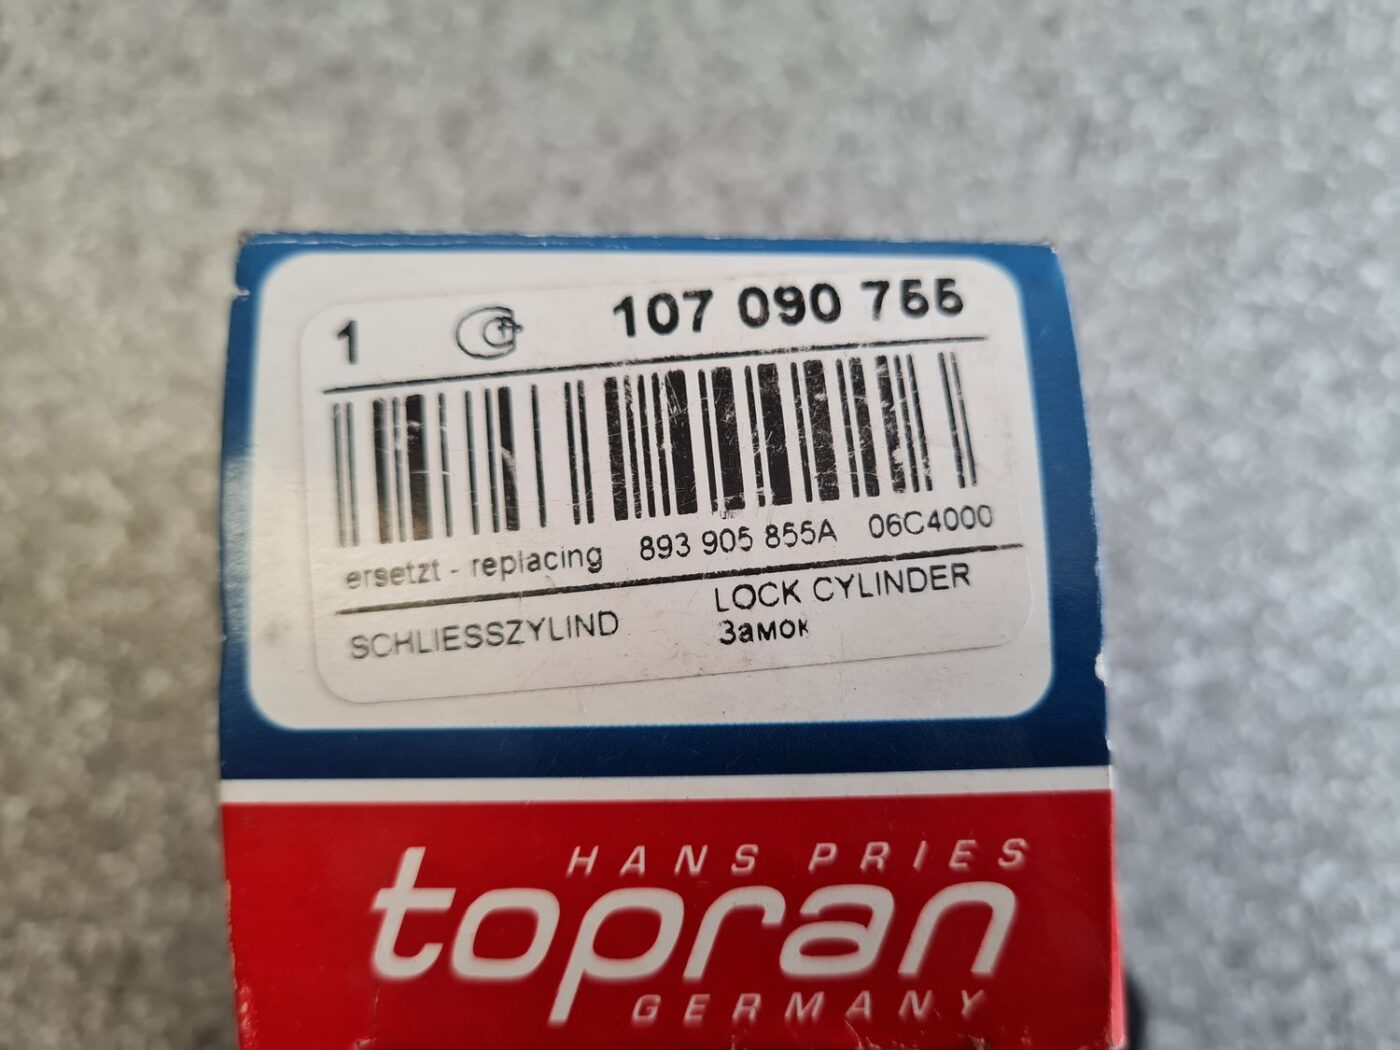 1 107 090 755
ersetzt - replacing 893 905 855A 06C4000
SCHLIESSZYLIND LOCK CYLINDER
Замок
HANS PRIES
topran
GERMANY